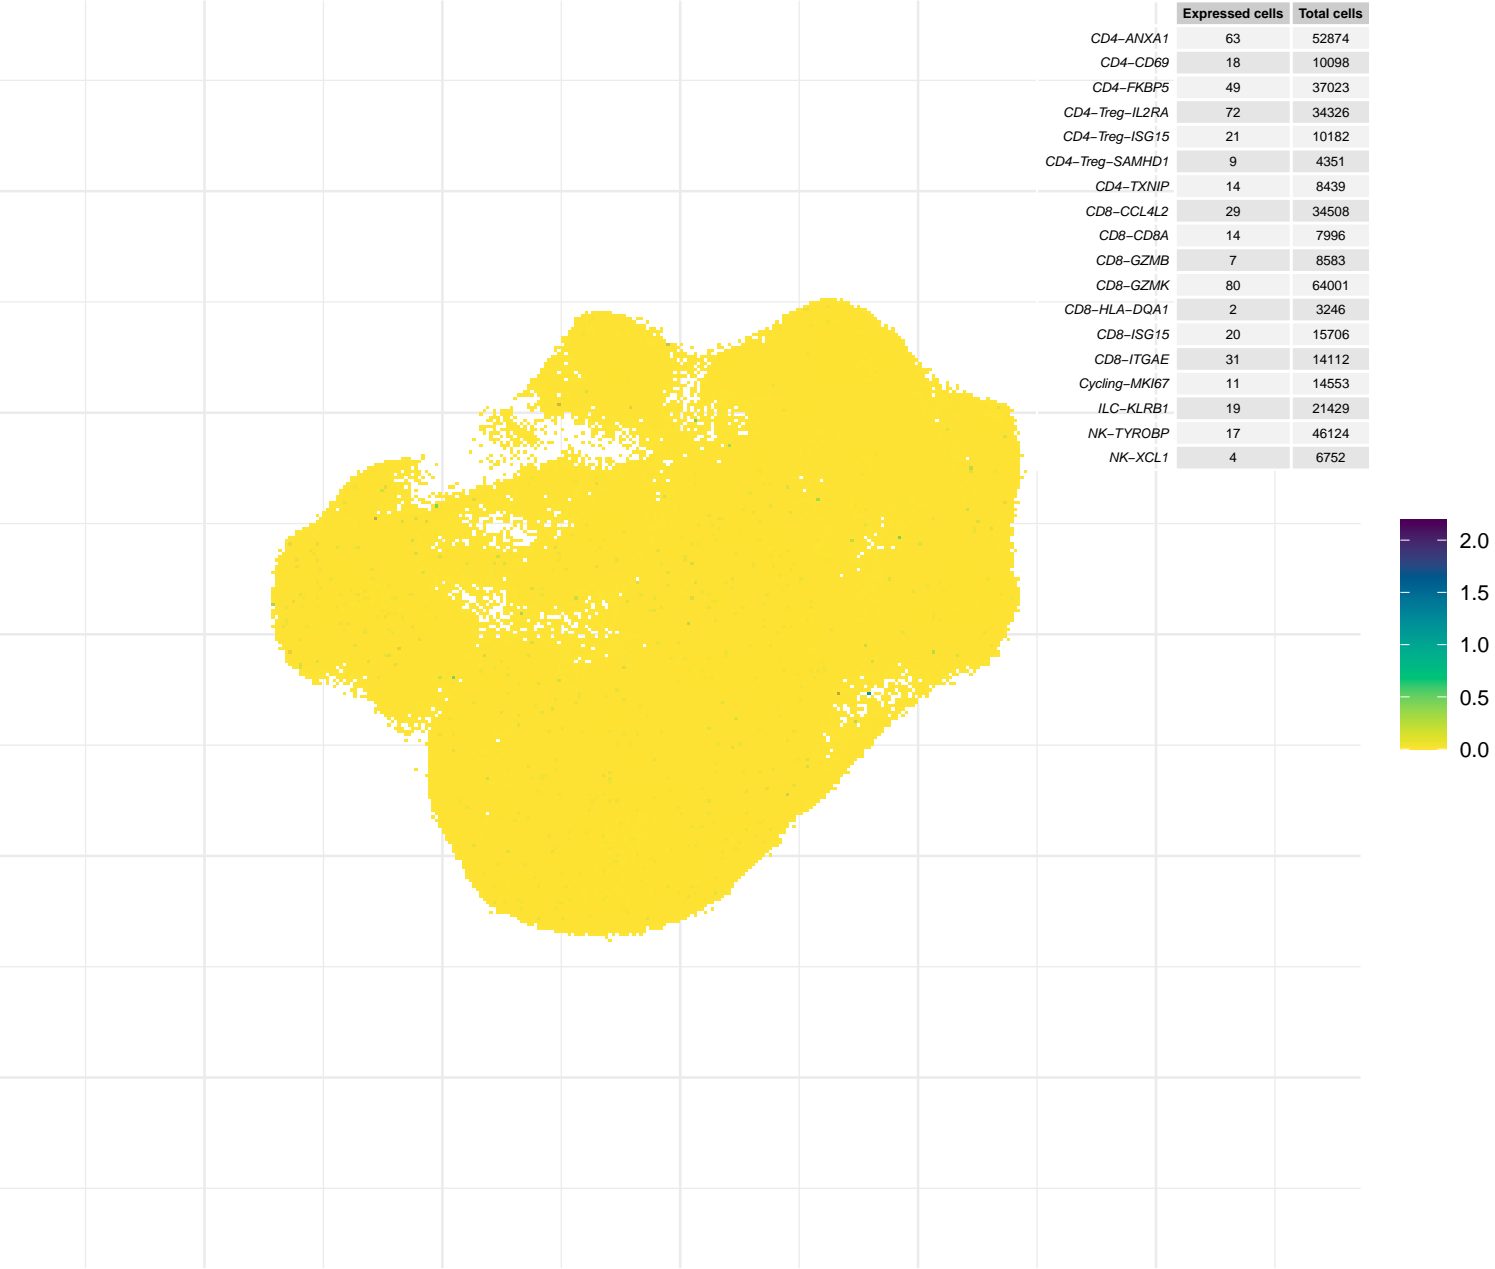 Expressed cells Total cells
CD4−ANXA1 63 52874
CD4−CD69 18 10098
CD4−FKBP5 49 37023
CD4−Treg−IL2RA 72 34326
CD4−Treg−ISG15 21 10182
CD4−Treg−SAMHD1 9 4351
CD4−TXNIP 14 8439
CD8−CCL4L2 29 34508
CD8−CD8A 14 7996
CD8−GZMB 7 8583
CD8−GZMK 80 64001
CD8−HLA−DQA1 2 3246
CD8−ISG15 20 15706
CD8−ITGAE 31 14112
Cycling−MKI67 11 14553
ILC−KLRB1 19 21429
NK−TYROBP 17 46124
NK−XCL1 4 6752
2.0
1.5
1.0
0.5
0.0